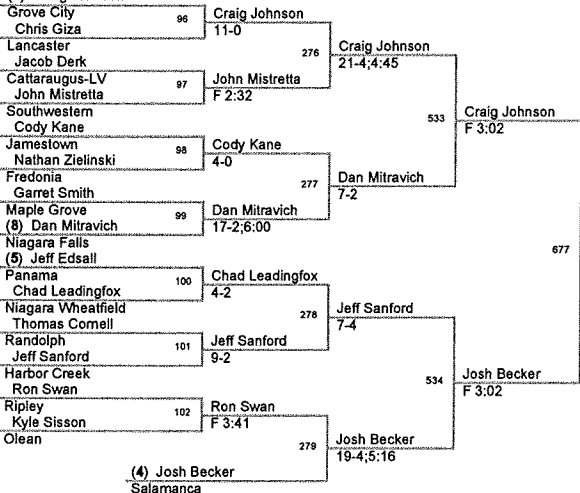 Grove City
Chris Giza
96
Craig Johnson
11-0
Lancaster
Jacob Derk
276
Craig Johnson
21-4;4:45
Cattaraugus-LV
John Mistretta
97
John Mistretta
F 2:32
Southwestern
Cody Kane
533
Craig Johnson
F 3:02
Jamestown
Nathan Zielinski
98
Cody Kane
4-0
Fredonia
Garret Smith
277
Dan Mitravich
7-2
Maple Grove
(8) Dan Mitravich
99
Dan Mitravich
17-2;6:00
Niagara Falls
(5) Jeff Edsall
677
Panama
Chad Leadingfox
100
Chad Leadingfox
4-2
Niagara Wheatfield
Thomas Cornell
278
Jeff Sanford
7-4
Randolph
Jeff Sanford
101
Jeff Sanford
9-2
Harbor Creek
Ron Swan
534
Josh Becker
F 3:02
Ripley
Kyle Sisson
102
Ron Swan
F 3:41
Olean
279
Josh Becker
19-4;5:16
(4) Josh Becker
Salamanca